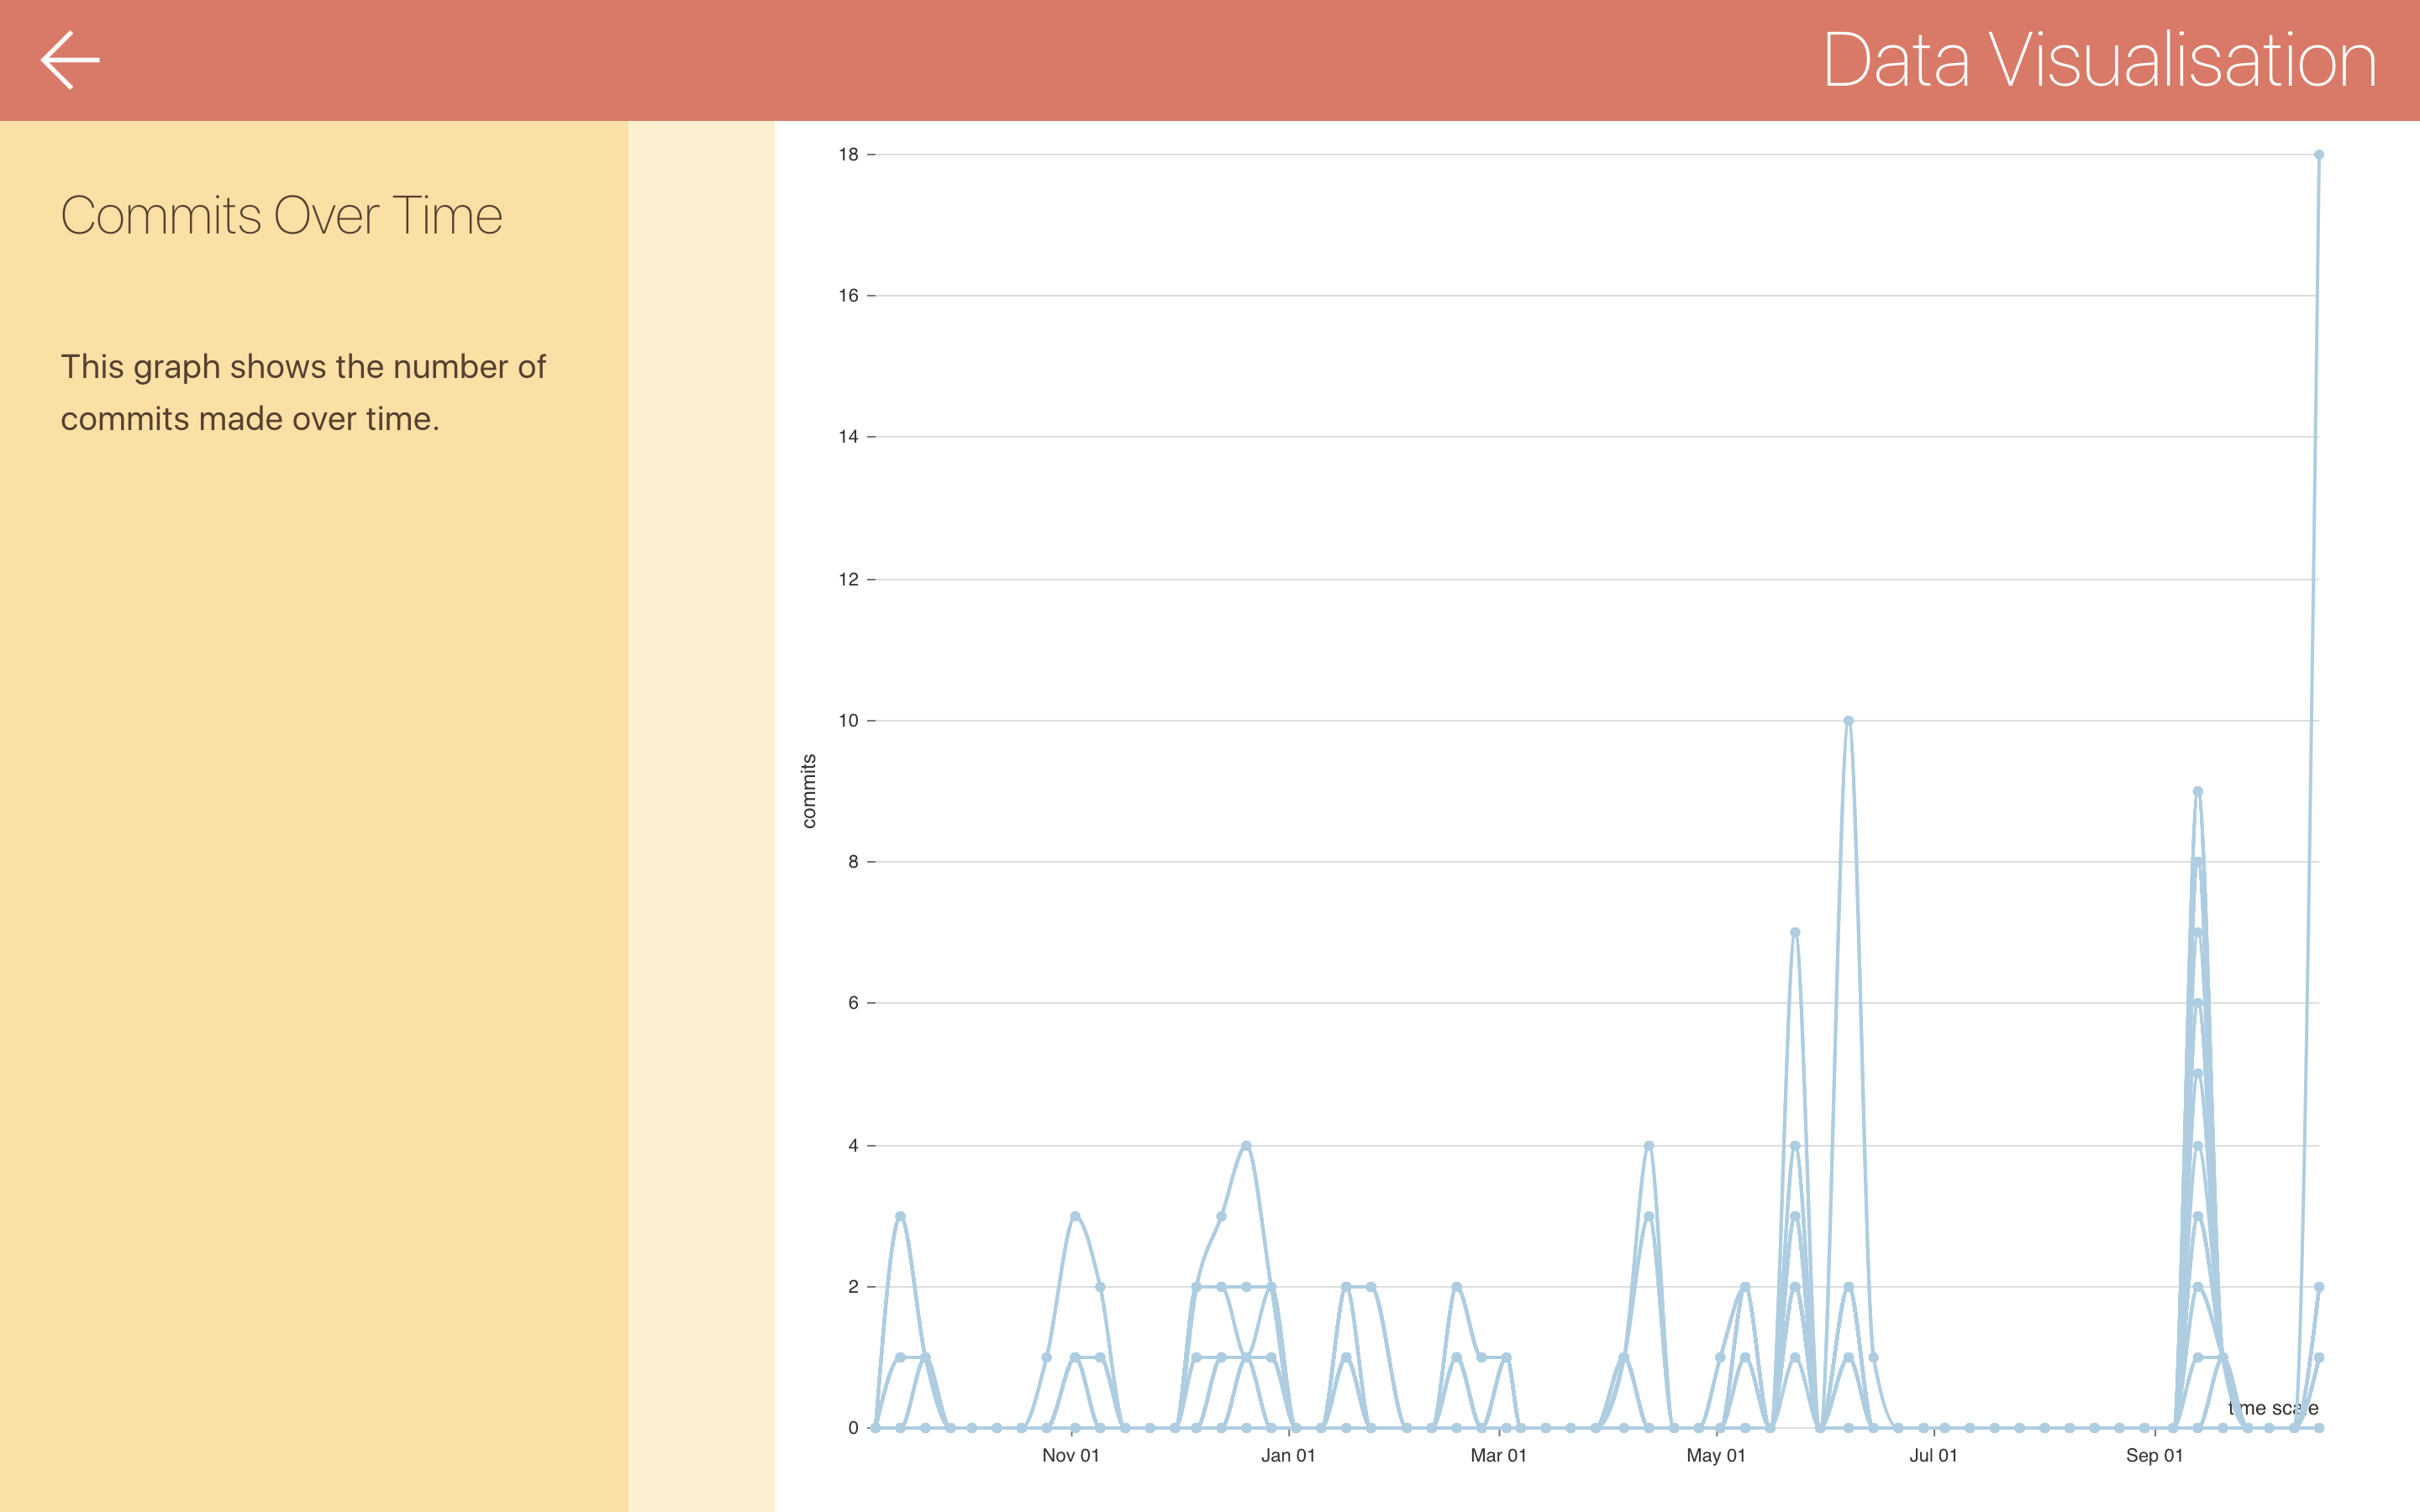 Data Visualisation
Commits Over Time
This graph shows the number of
commits made over time.
18
16
14
12
10
8
6
4
2
0
commits
time scale
Nov 01
Jan 01
Mar 01
May 01
Jul 01
Sep 01